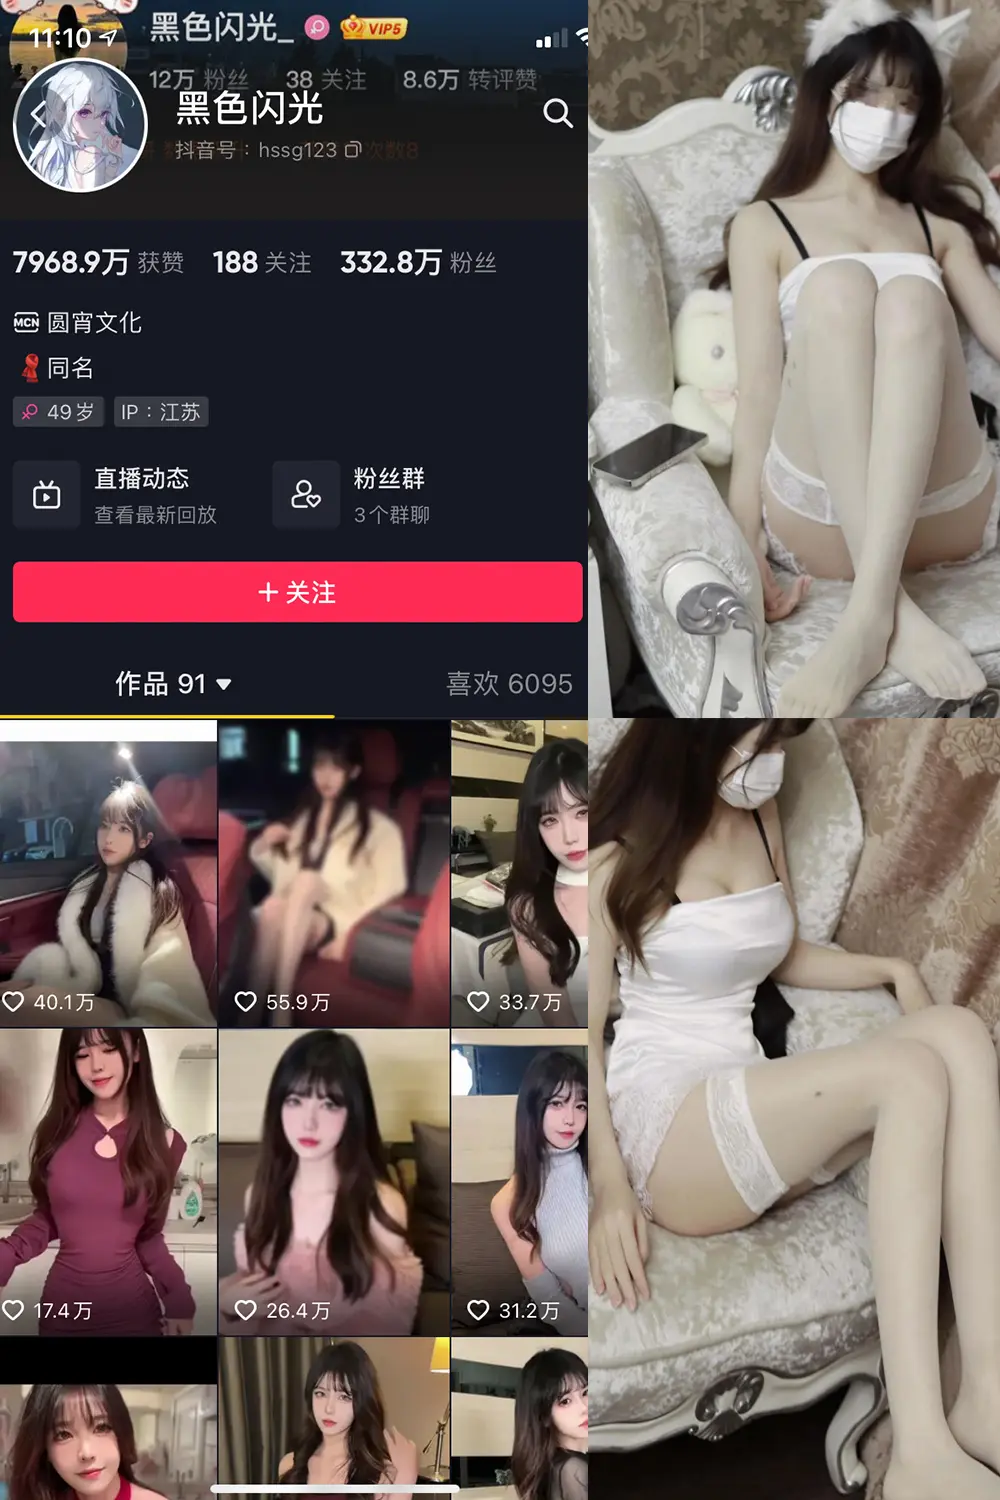 11:10
黑色闪光_ VIP5
12万 粉丝 38 关注 8.6万 转评赞
黑色闪光
抖音号：hssg123
次数8
7968.9万 获赞 188 关注 332.8万 粉丝
MCN 圆宵文化
同名
49岁 IP：江苏
直播动态
查看最新回放
粉丝群
3个群聊
+ 关注
作品 91
喜欢 6095
40.1万
55.9万
33.7万
17.4万
26.4万
31.2万